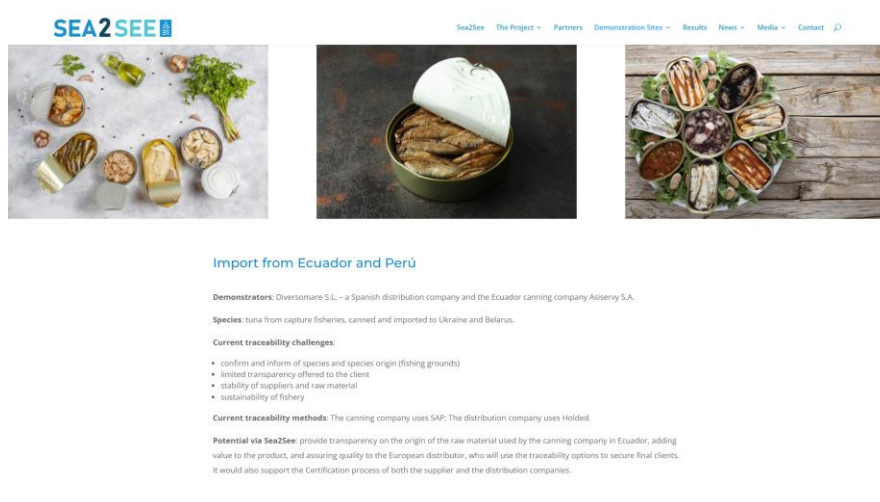 SEA2SEE
Sea2See The Project Partners Demonstration Sites Results News Media Contact
Import from Ecuador and Perú
Demonstrators: Diversomare S.L. – a Spanish distribution company and the Ecuador canning company Asiservy S.A.
Species: tuna from capture fisheries, canned and imported to Ukraine and Belarus.
Current traceability challenges:
• confirm and inform of species and species origin (fishing grounds)
• limited transparency offered to the client
• stability of suppliers and raw material
• sustainability of fishery
Current traceability methods: The canning company uses SAP; The distribution company uses Holded.
Potential via Sea2See: provide transparency on the origin of the raw material used by the canning company in Ecuador, adding
value to the product, and assuring quality to the European distributor, who will use the traceability options to secure final clients.
It would also support the Certification process of both the supplier and the distribution companies.